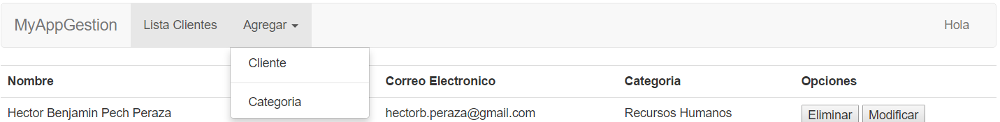 MyAppGestion Lista Clientes Agregar Hola
Cliente
Categoria
Nombre Correo Electronico Categoria Opciones
Hector Benjamin Pech Peraza hectorb.peraza@gmail.com Recursos Humanos Eliminar Modificar